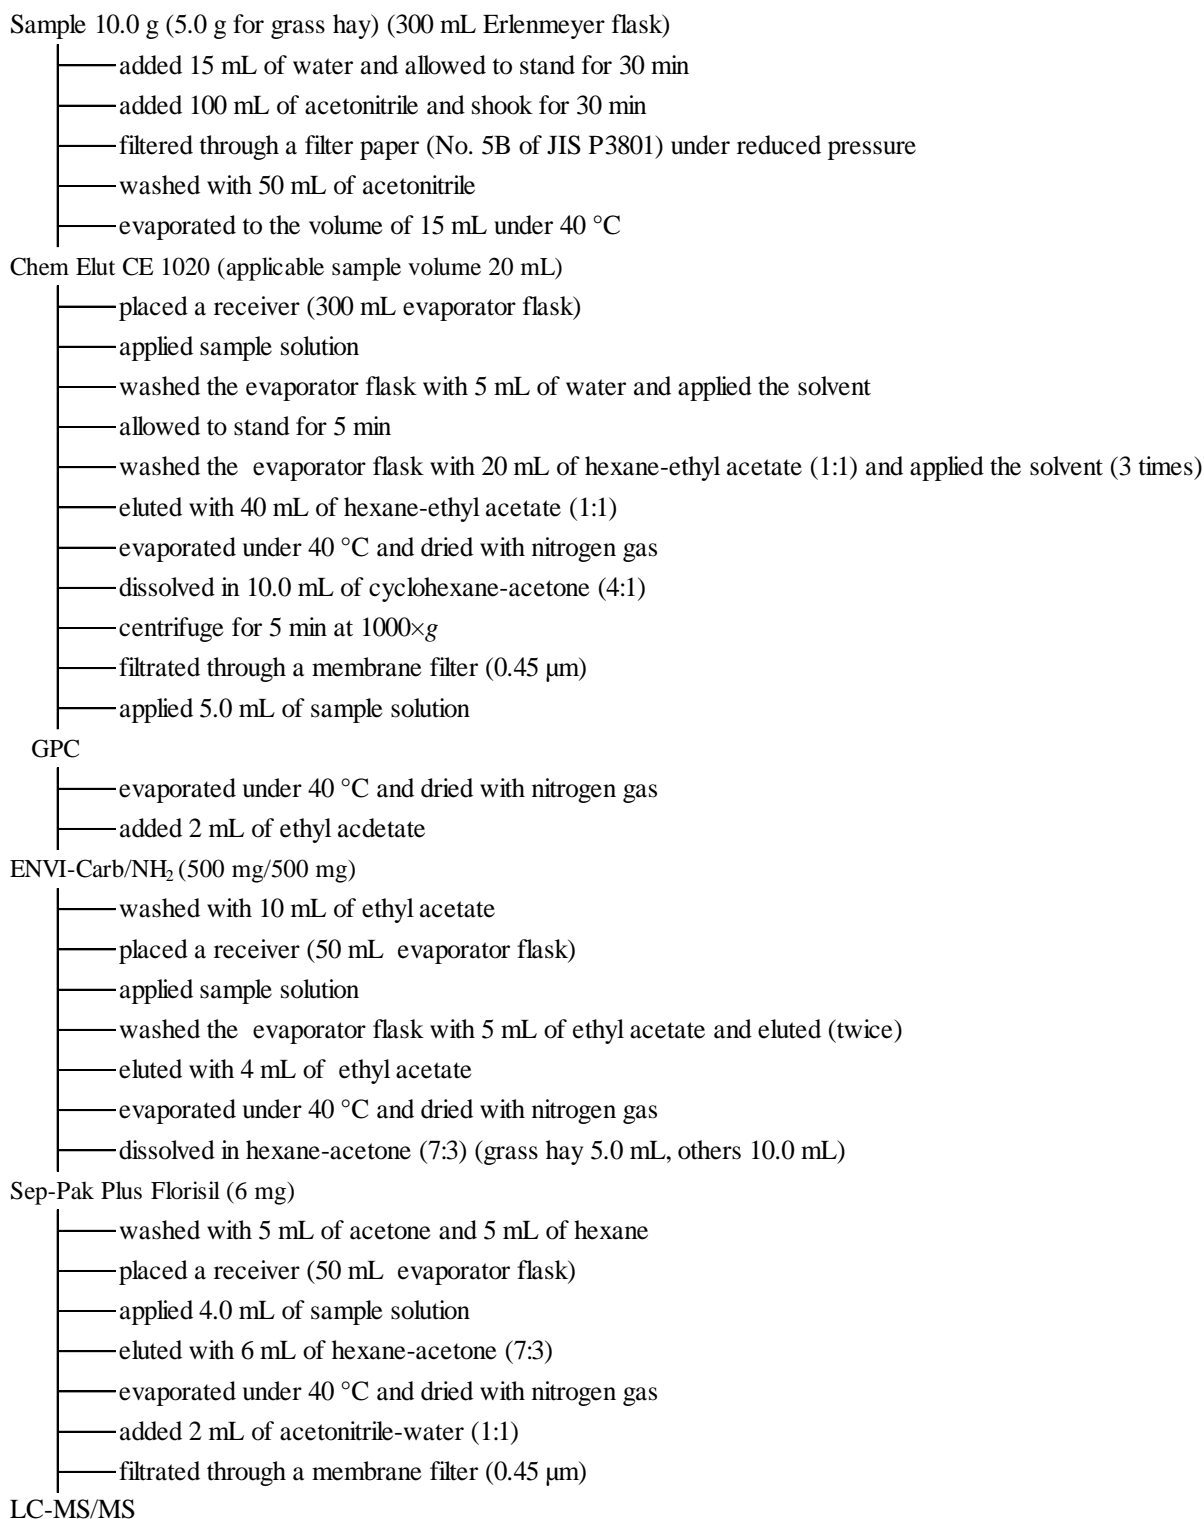 Sample 10.0 g (5.0 g for grass hay) (300 mL Erlenmeyer flask)
added 15 mL of water and allowed to stand for 30 min
added 100 mL of acetonitrile and shook for 30 min
filtered through a filter paper (No. 5B of JIS P3801) under reduced pressure
washed with 50 mL of acetonitrile
evaporated to the volume of 15 mL under 40 °C
Chem Elut CE 1020 (applicable sample volume 20 mL)
placed a receiver (300 mL evaporator flask)
applied sample solution
washed the evaporator flask with 5 mL of water and applied the solvent
allowed to stand for 5 min
washed the evaporator flask with 20 mL of hexane-ethyl acetate (1:1) and applied the solvent (3 times)
eluted with 40 mL of hexane-ethyl acetate (1:1)
evaporated under 40 °C and dried with nitrogen gas
dissolved in 10.0 mL of cyclohexane-acetone (4:1)
centrifuge for 5 min at 1000×g
filtrated through a membrane filter (0.45 µm)
applied 5.0 mL of sample solution
GPC
evaporated under 40 °C and dried with nitrogen gas
added 2 mL of ethyl acdetate
ENVI-Carb/NH₂ (500 mg/500 mg)
washed with 10 mL of ethyl acetate
placed a receiver (50 mL evaporator flask)
applied sample solution
washed the evaporator flask with 5 mL of ethyl acetate and eluted (twice)
eluted with 4 mL of ethyl acetate
evaporated under 40 °C and dried with nitrogen gas
dissolved in hexane-acetone (7:3) (grass hay 5.0 mL, others 10.0 mL)
Sep-Pak Plus Florisil (6 mg)
washed with 5 mL of acetone and 5 mL of hexane
placed a receiver (50 mL evaporator flask)
applied 4.0 mL of sample solution
eluted with 6 mL of hexane-acetone (7:3)
evaporated under 40 °C and dried with nitrogen gas
added 2 mL of acetonitrile-water (1:1)
filtrated through a membrane filter (0.45 µm)
LC-MS/MS